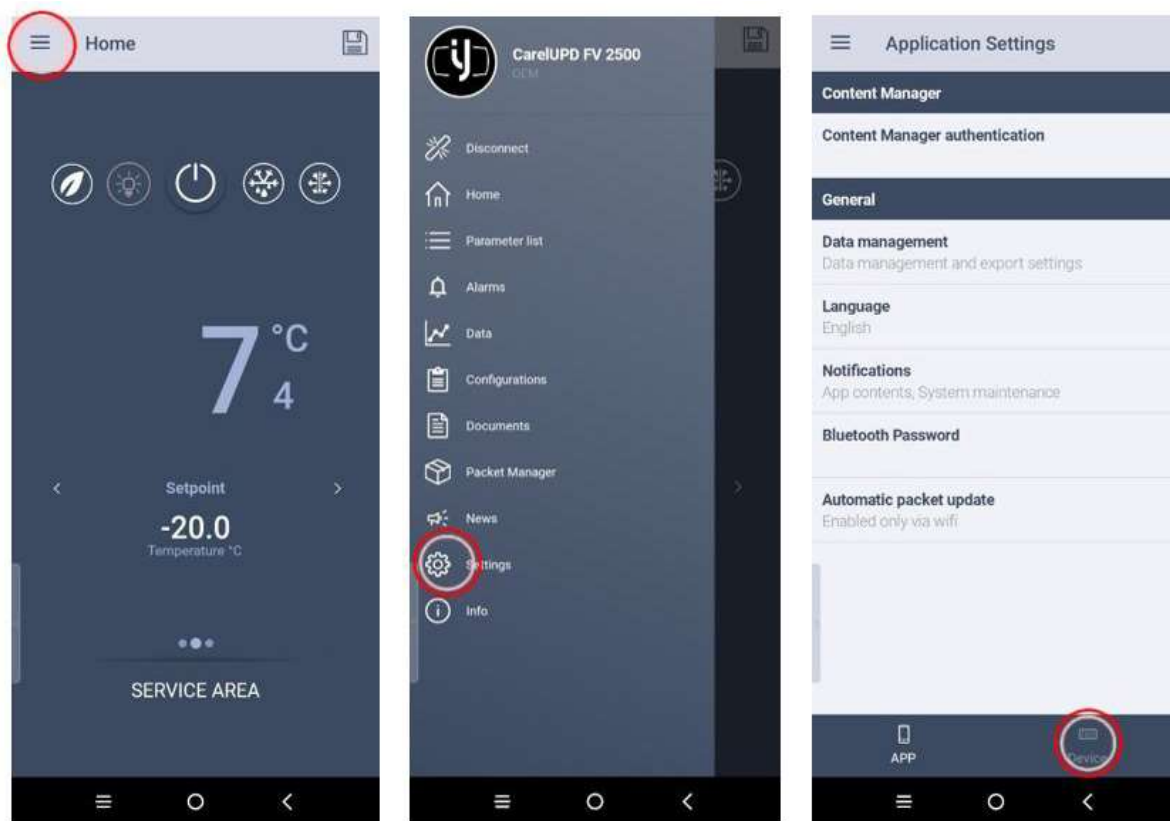 Home
7 °C
4
Setpoint
-20.0
Temperature °C
SERVICE AREA
CarelUPD FV 2500
OEM
Disconnect
Home
Parameter list
Alarms
Data
Configurations
Documents
Packet Manager
News
Settings
Info
Application Settings
Content Manager
Content Manager authentication
General
Data management
Data management and export settings
Language
English
Notifications
App contents, System maintenance
Bluetooth Password
Automatic packet update
Enabled only via wifi
APP
Device